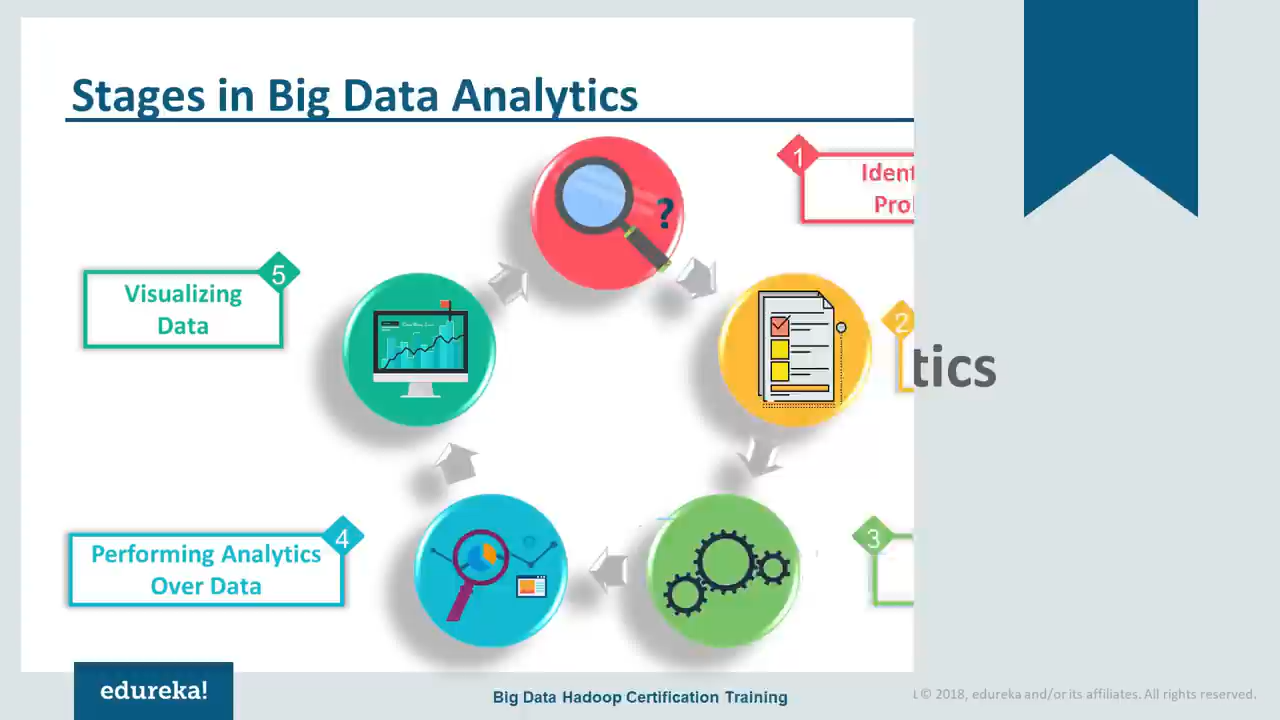 Stages in Big Data Analytics
1
Ident
Prol
5
Visualizing
Data
?
2
tics
4
Performing Analytics
Over Data
3
edureka!
Big Data Hadoop Certification Training
© 2018, edureka and/or its affiliates. All rights reserved.